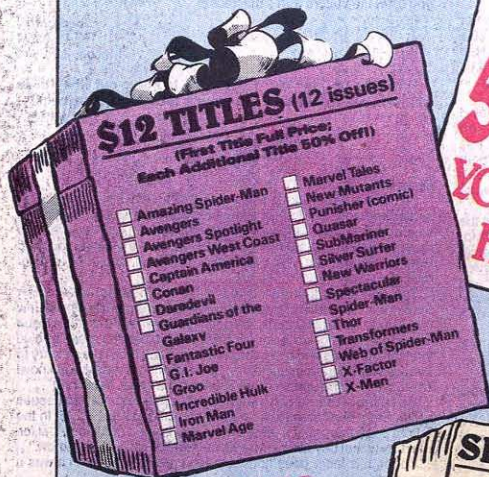 $12 TITLES (12 issues)
(First Title Full Price;
Each Additional Title 50% Off!)
Amazing Spider-Man
Avengers
Avengers Spotlight
Avengers West Coast
Captain America
Conan
Daredevil
Guardians of the
Galaxy
Fantastic Four
G.I. Joe
Groo
Incredible Hulk
Iron Man
Marvel Age
Marvel Tales
New Mutants
Punisher (comic)
Quasar
SubMariner
Silver Surfer
New Warriors
Spectacular
Spider-Man
Thor
Transformers
Web of Spider-Man
X-Factor
X-Men
5
YO